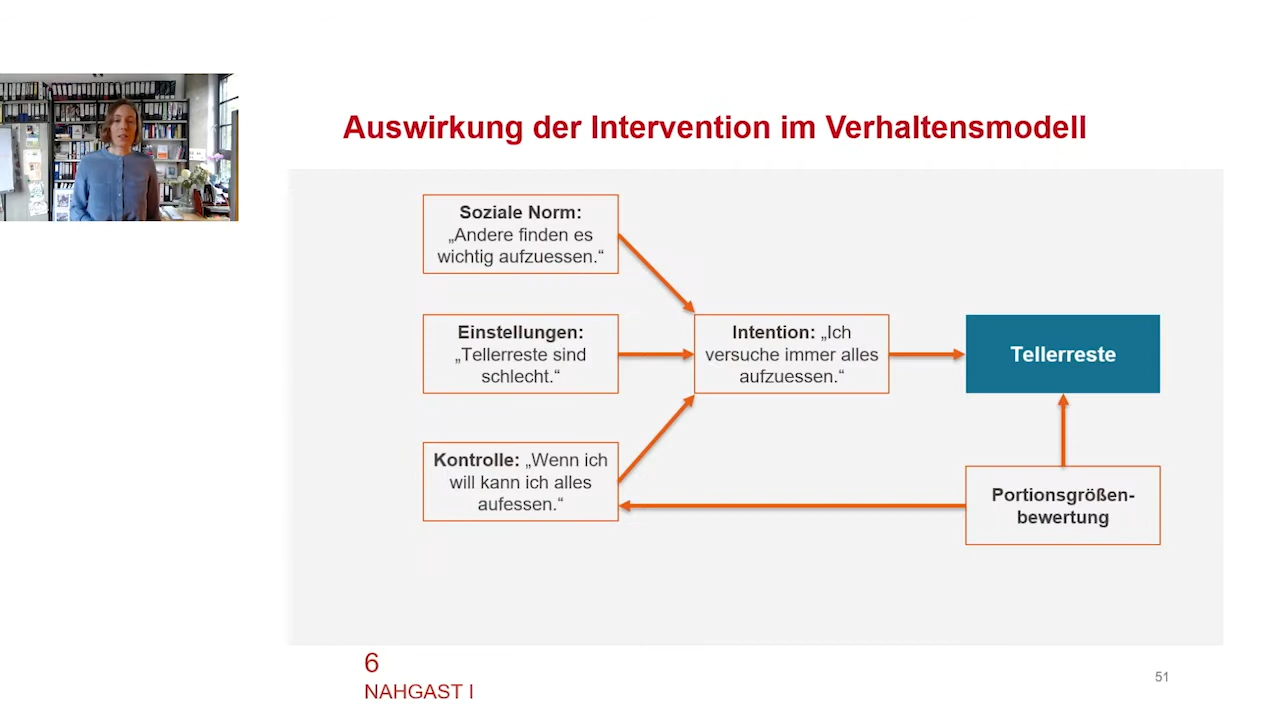 Auswirkung der Intervention im Verhaltensmodell
Soziale Norm:
„Andere finden es
wichtig aufzuessen.“
Einstellungen:
„Tellerreste sind
schlecht.“
Kontrolle: „Wenn ich
will kann ich alles
aufessen.“
Intention: „Ich
versuche immer alles
aufzuessen.“
Tellerreste
Portionsgrößen-
bewertung
6
NAHGAST I
51